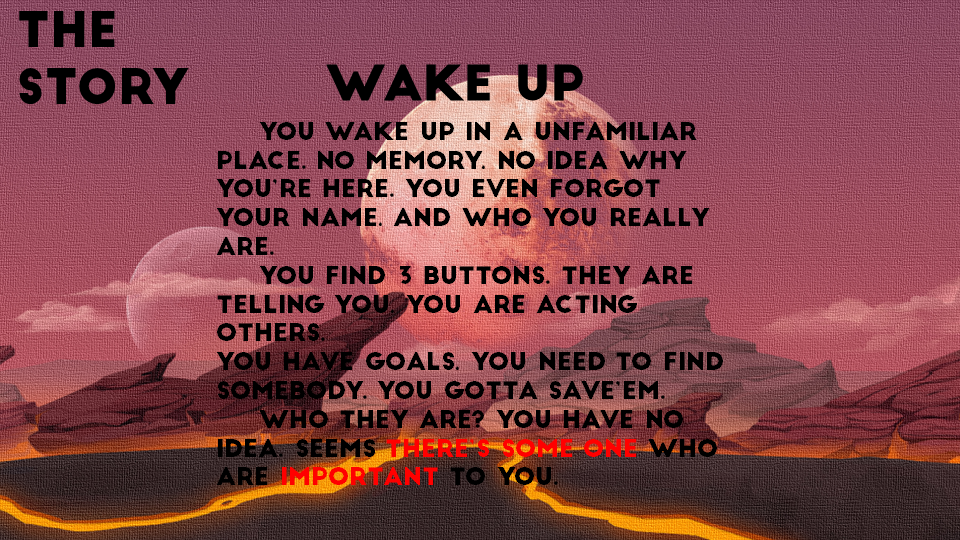 THE
STORY
WAKE UP
YOU WAKE UP IN A UNFAMILIAR
PLACE. NO MEMORY. NO IDEA WHY
YOU'RE HERE. YOU EVEN FORGOT
YOUR NAME. AND WHO YOU REALLY
ARE.
YOU FIND 3 BUTTONS. THEY ARE
TELLING YOU, YOU ARE ACTING
OTHERS.
YOU HAVE GOALS. YOU NEED TO FIND
SOMEBODY. YOU GOTTA SAVE'EM.
WHO THEY ARE? YOU HAVE NO
IDEA. SEEMS THERE'S SOME ONE WHO
ARE IMPORTANT TO YOU.